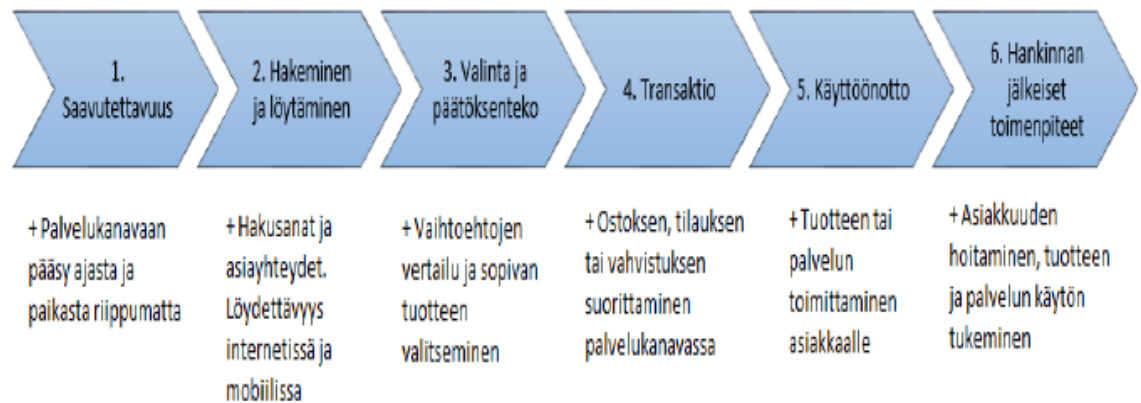 1.
Saavutettavuus
2. Hakeminen
ja löytäminen
3. Valinta ja
päätöksenteko
4. Transaktio
5. Käyttöönotto
6. Hankinnan
jälkeiset
toimenpiteet
+ Palvelukanavaan
pääsy ajasta ja
paikasta riippumatta
+ Hakusanat ja
asiayhteydet.
Löydettävyys
internetissä ja
mobiilissa
+ Vaihtoehtojen
vertailu ja sopivan
tuotteen
valitseminen
+ Ostoksen, tilauksen
tai vahvistuksen
suorittaminen
palvelukanavassa
+ Tuotteen tai
palvelun
toimittaminen
asiakkaalle
+ Asiakkuuden
hoitaminen, tuotteen
ja palvelun käytön
tukeminen